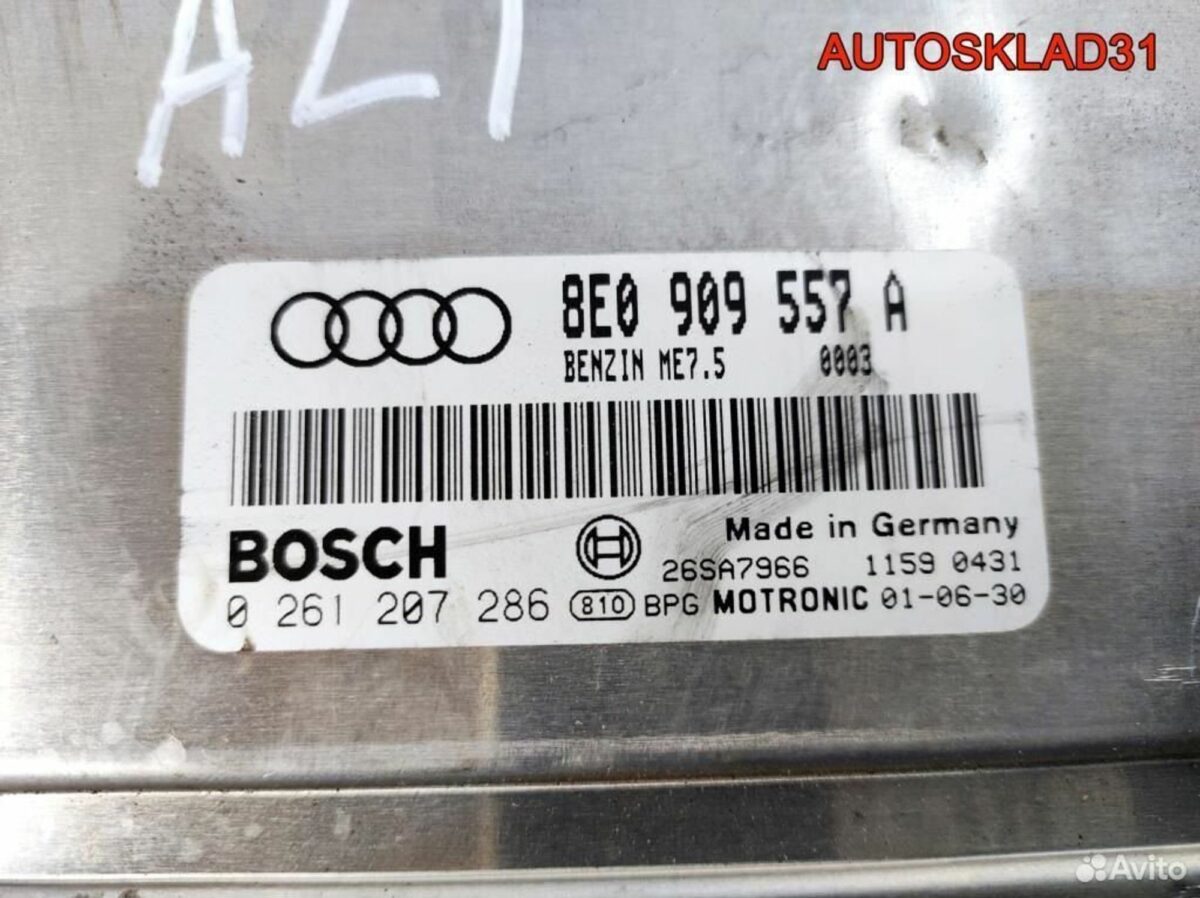 ALT
AUTOSKLAD31
8E0 909 557 A
BENZIN ME7.5 0003
BOSCH
Made in Germany
26SA7966 1159 0431
0 261 207 286 810 BPG MOTRONIC 01-06-30
Avito